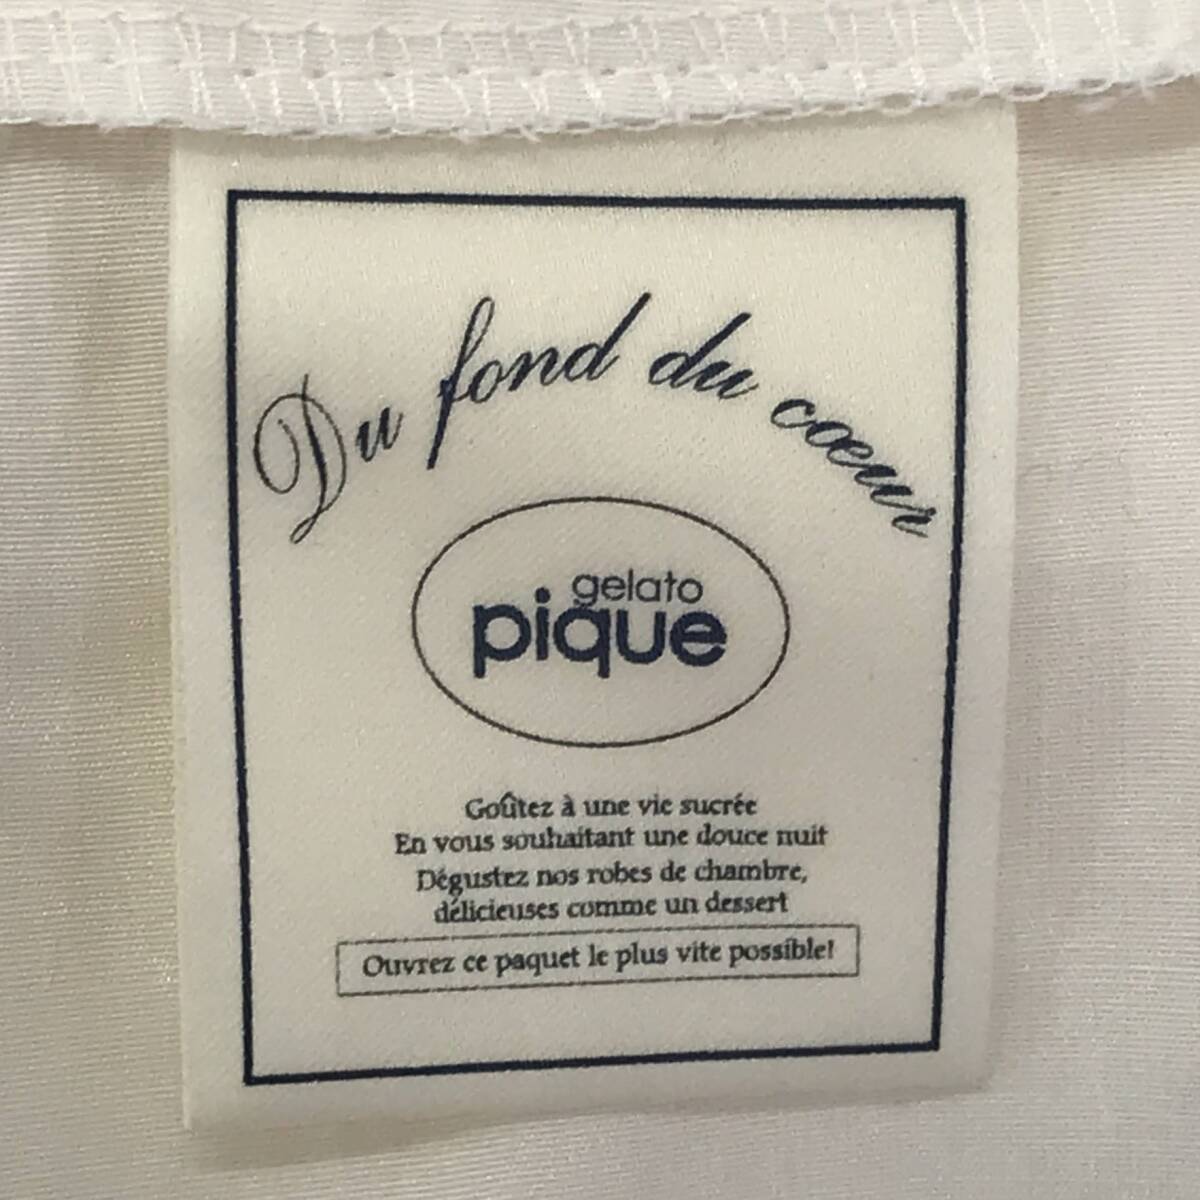 Du fond du cœur
gelato
pique
Goûtez à une vie sucrée
En vous souhaitant une douce nuit
Dégustez nos robes de chambre,
délicieuses comme un dessert
Ouvrez ce paquet le plus vite possible!